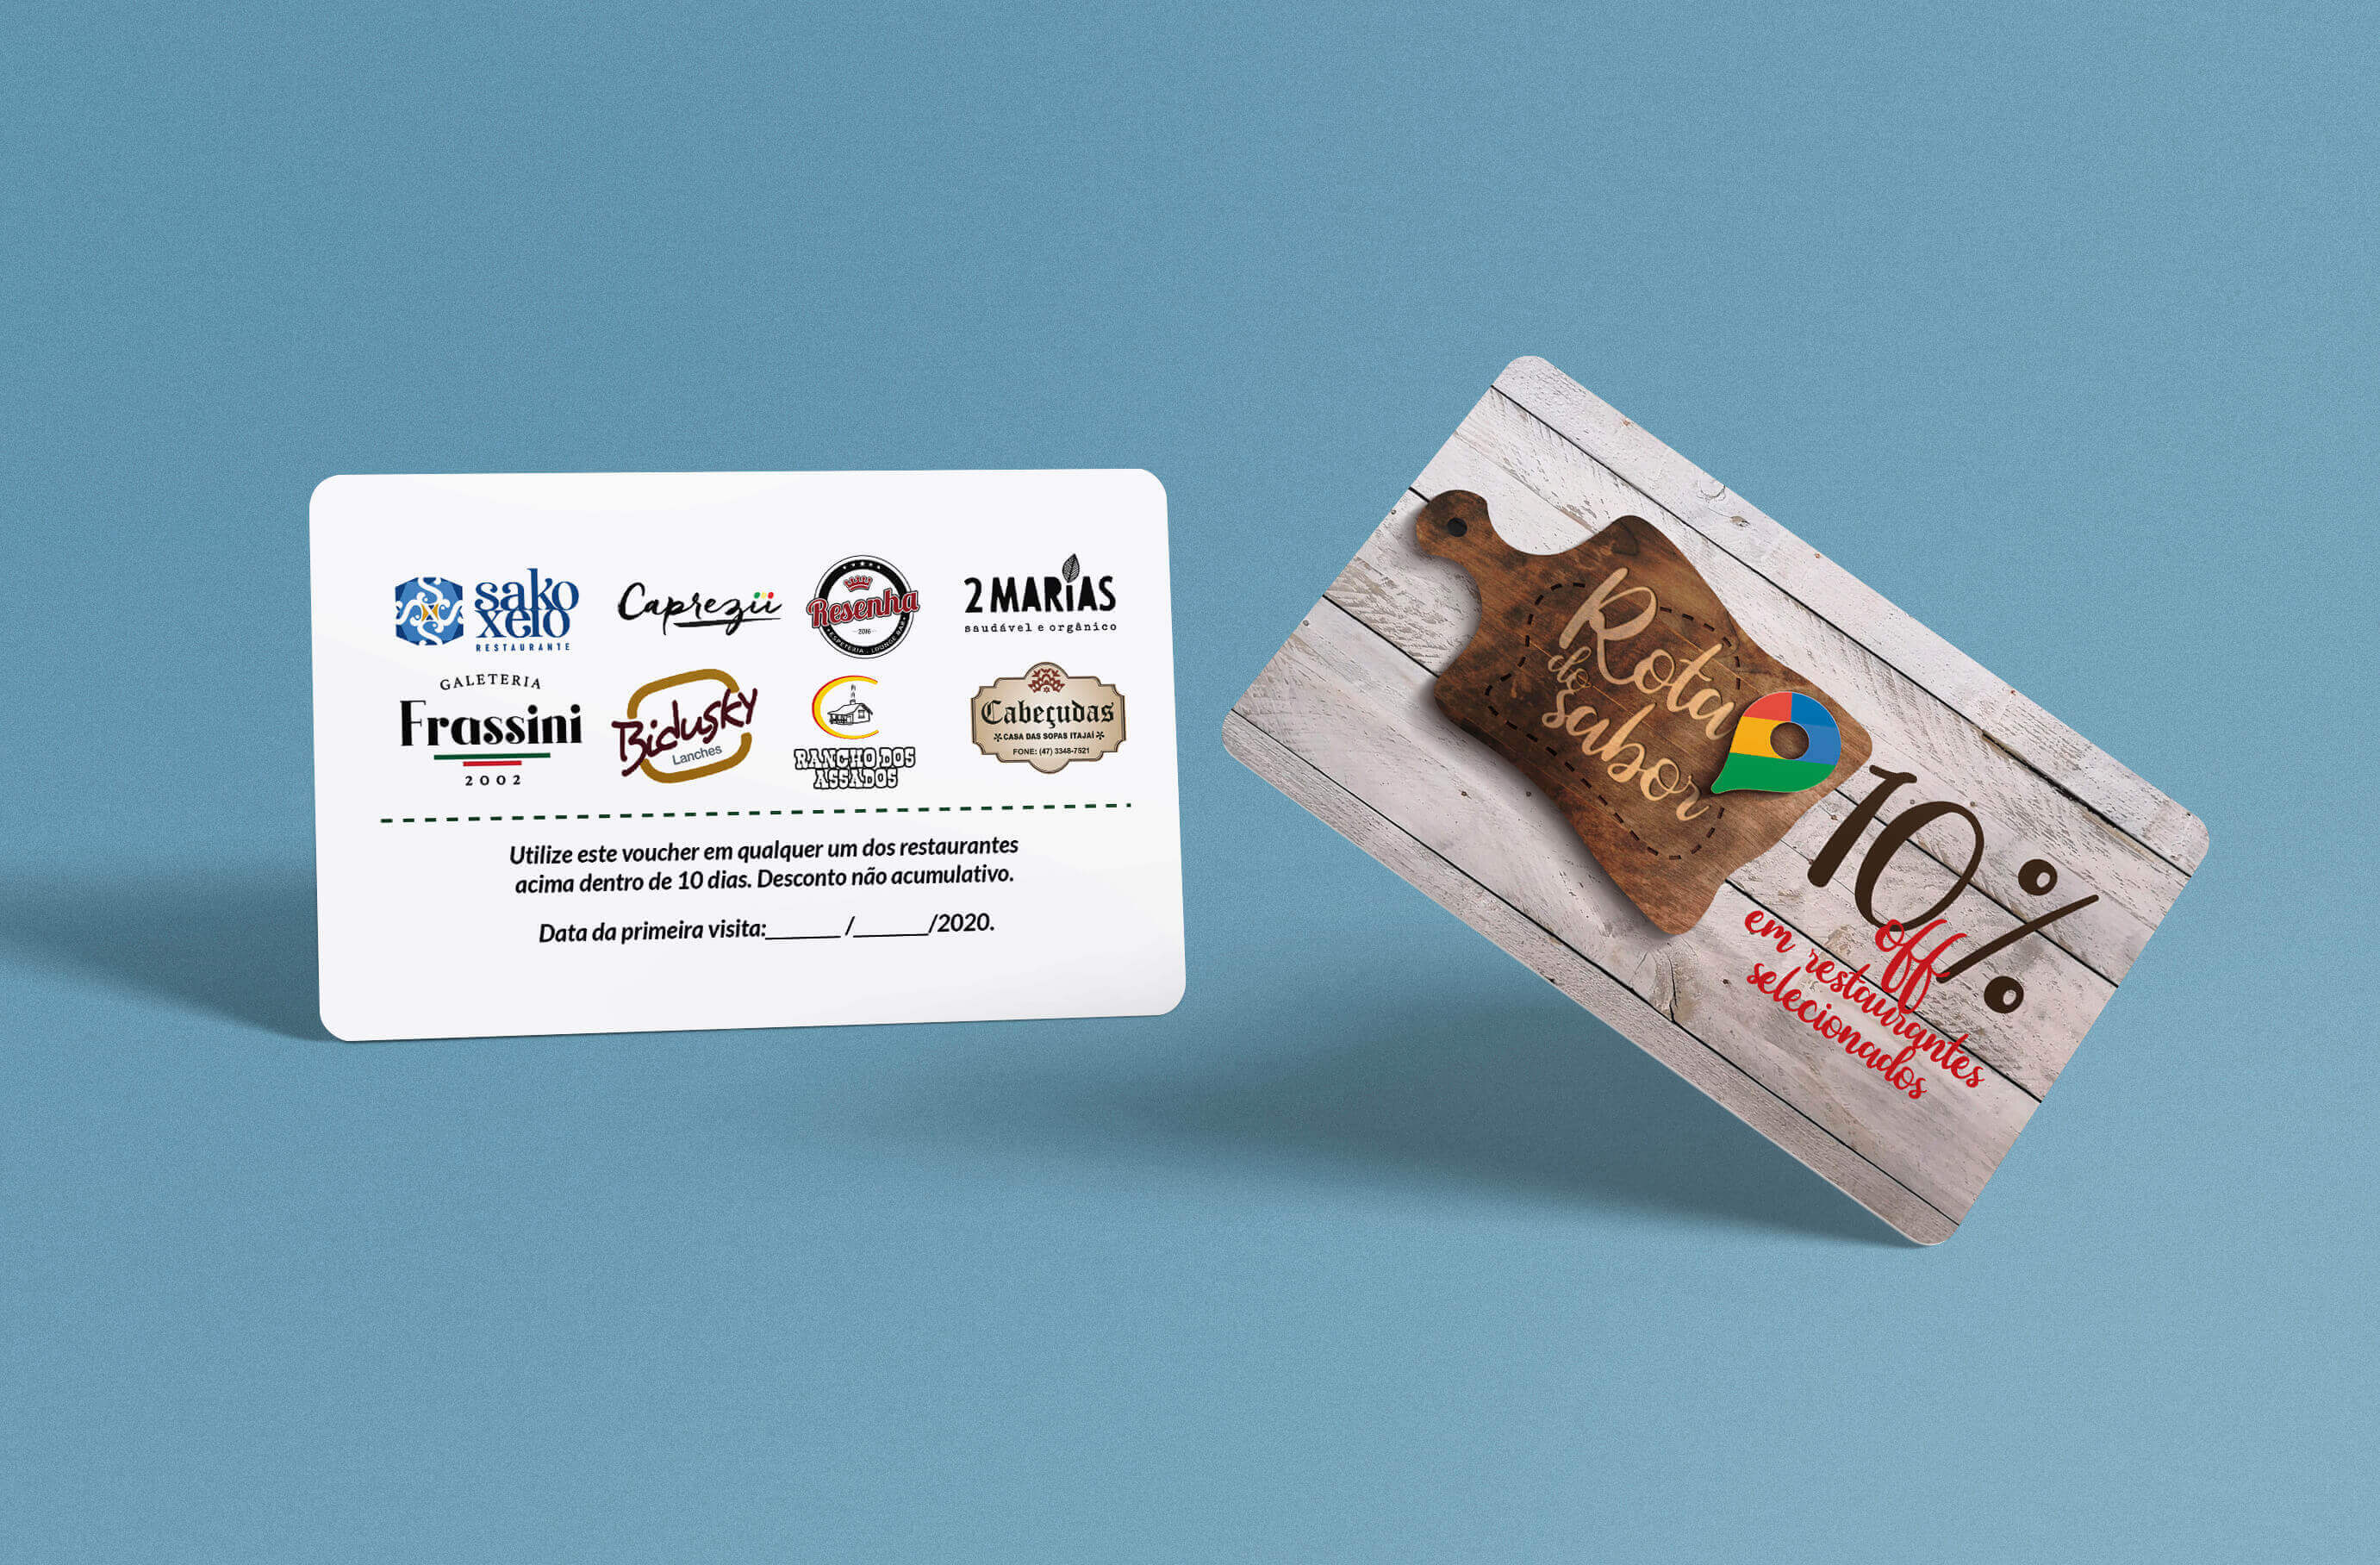 sako
xelo
RESTAURANTE
Caprezii
Resenha
2016
LOUNGE BAR
2 MARIAS
saudável e orgânico
GALETERIA
Frassini
2002
Bidusky
Lanches
RANCHO DOS
ASSADOS
Cabeçudas
CASA DAS SOPAS ITAJAÍ
FONE: (47) 3348-7521
Utilize este voucher em qualquer um dos restaurantes
acima dentro de 10 dias. Desconto não acumulativo.
Data da primeira visita:______ /______/2020.
Rota
do
sabor
10%
off
em restaurantes
selecionados